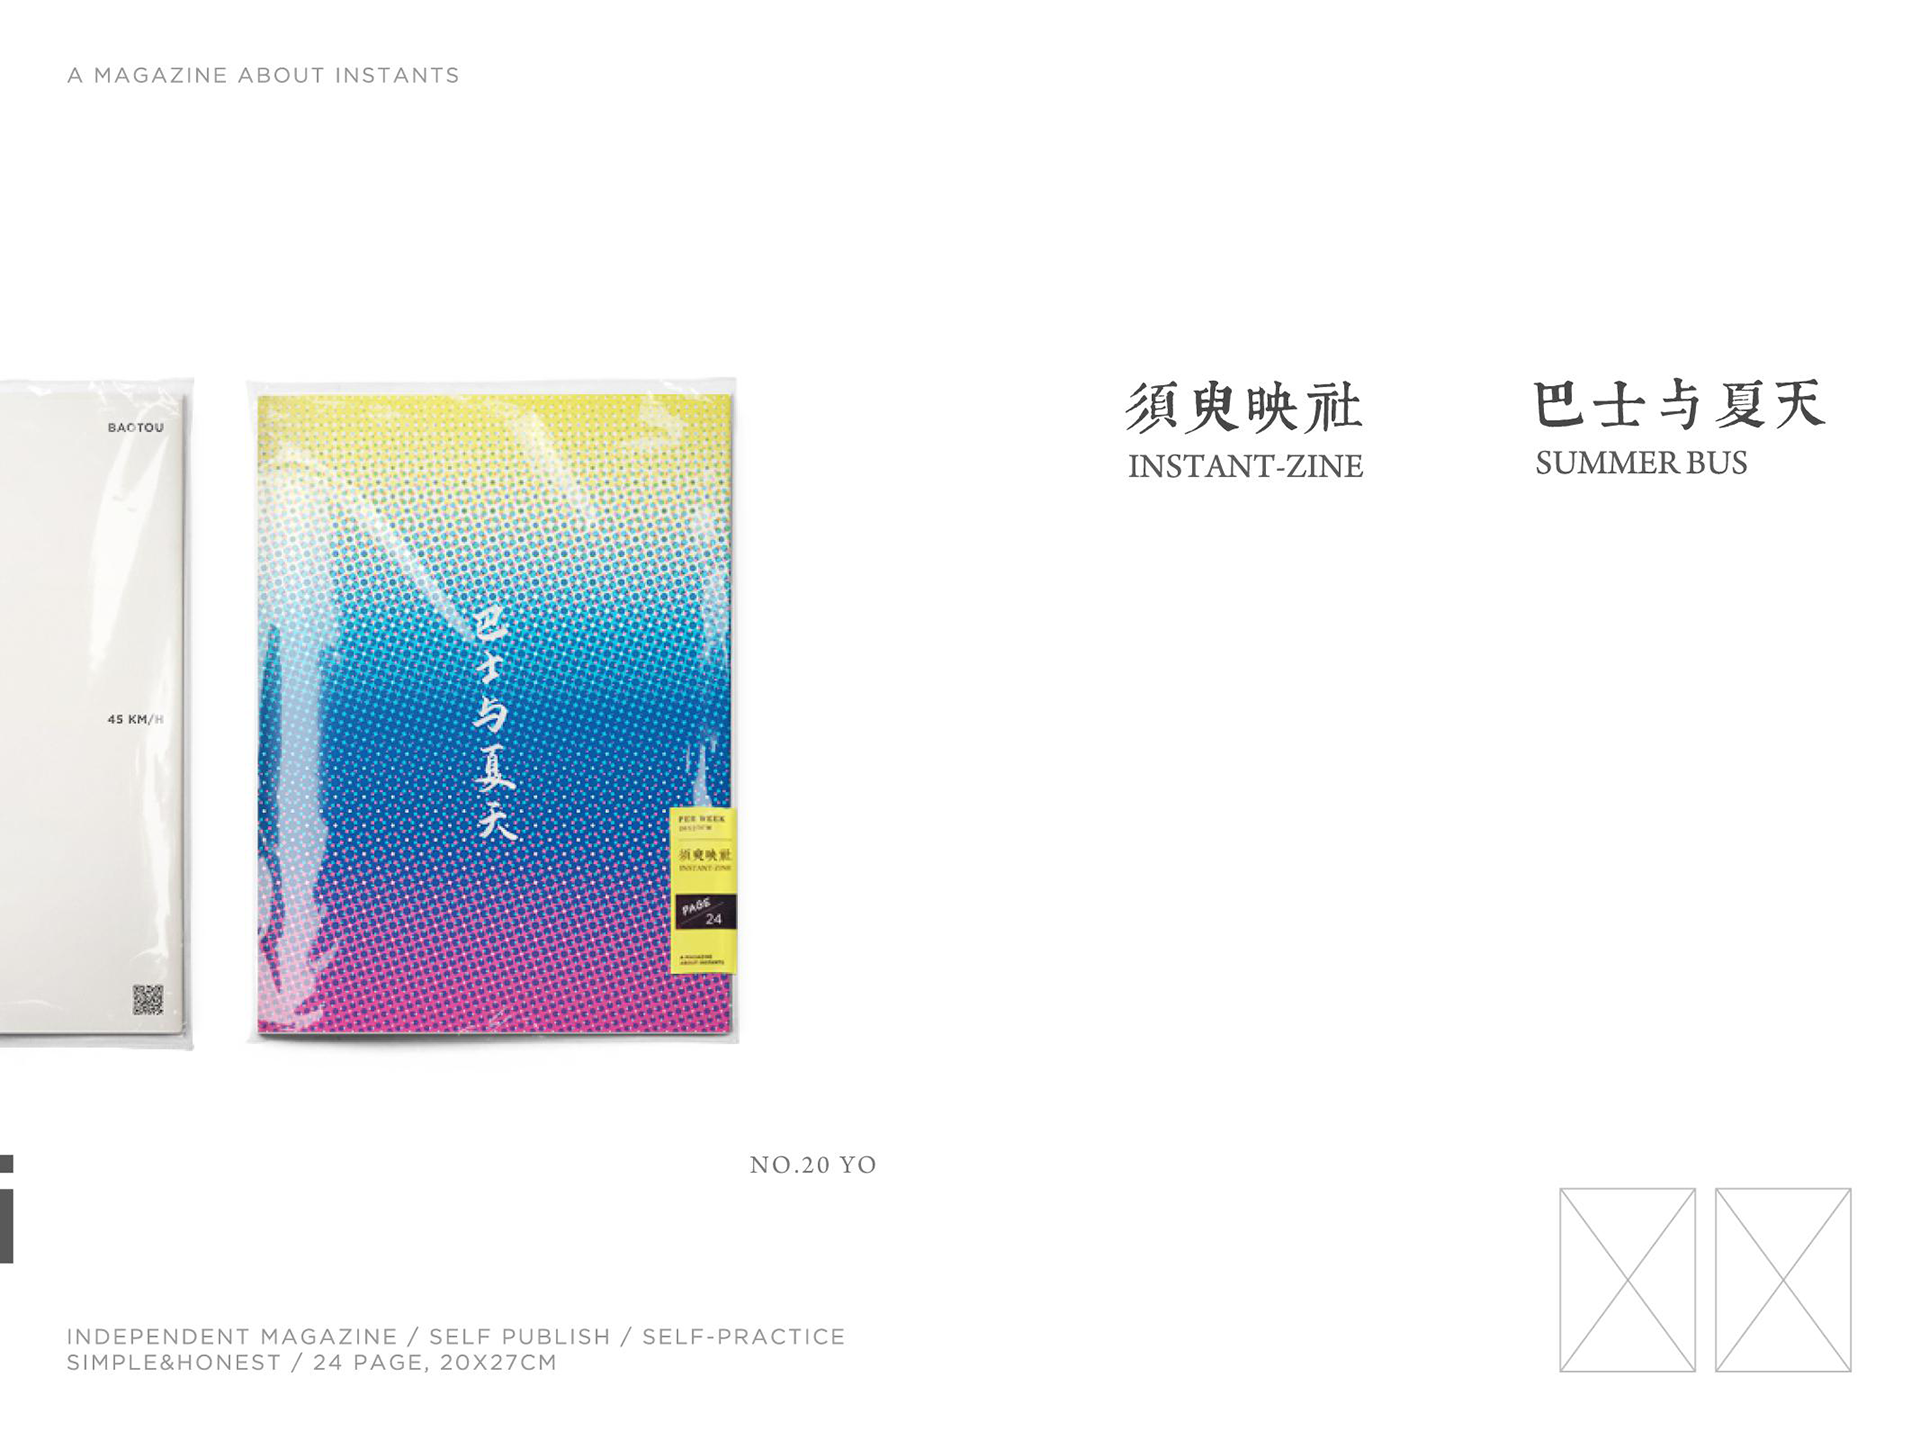 A MAGAZINE ABOUT INSTANTS
BAOTOU
45 KM/H
巴士与夏天
PER WEEK
須臾映社
INSTANT-ZINE
PAGE
24
A MAGAZINE
ABOUT INSTANTS
須臾映社
INSTANT-ZINE
巴士与夏天
SUMMER BUS
NO.20 YO
i
INDEPENDENT MAGAZINE / SELF PUBLISH / SELF-PRACTICE
SIMPLE&HONEST / 24 PAGE, 20X27CM